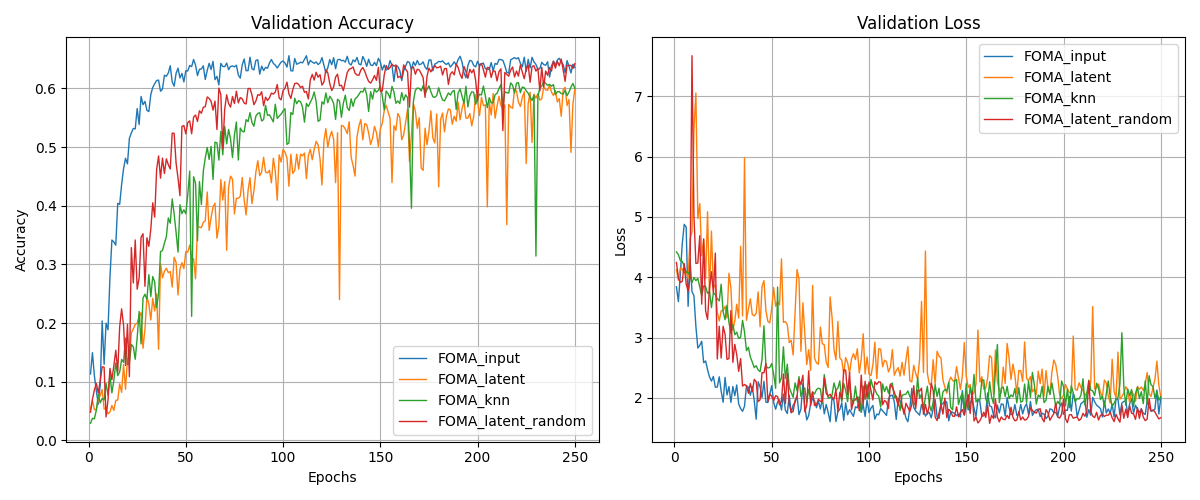 Validation Accuracy
Accuracy
0.6
0.5
0.4
0.3
0.2
0.1
0.0
FOMA_input
FOMA_latent
FOMA_knn
FOMA_latent_random
0
50
100
150
200
250
Epochs
Validation Loss
Loss
7
6
5
4
3
2
FOMA_input
FOMA_latent
FOMA_knn
FOMA_latent_random
0
50
100
150
200
250
Epochs